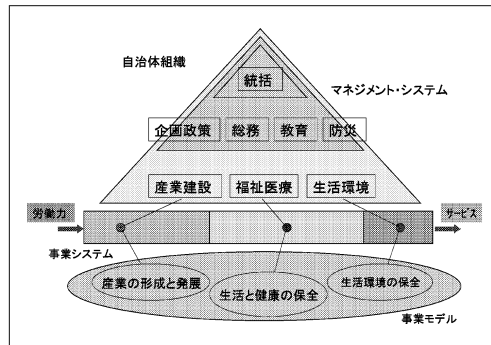 自治体組織
統括
マネジメント・システム
企画政策 総務 教育 防災
産業建設 福祉医療 生活環境
労働力 サービス
事業システム
産業の形成と発展 生活と健康の保全 生活環境の保全
事業モデル